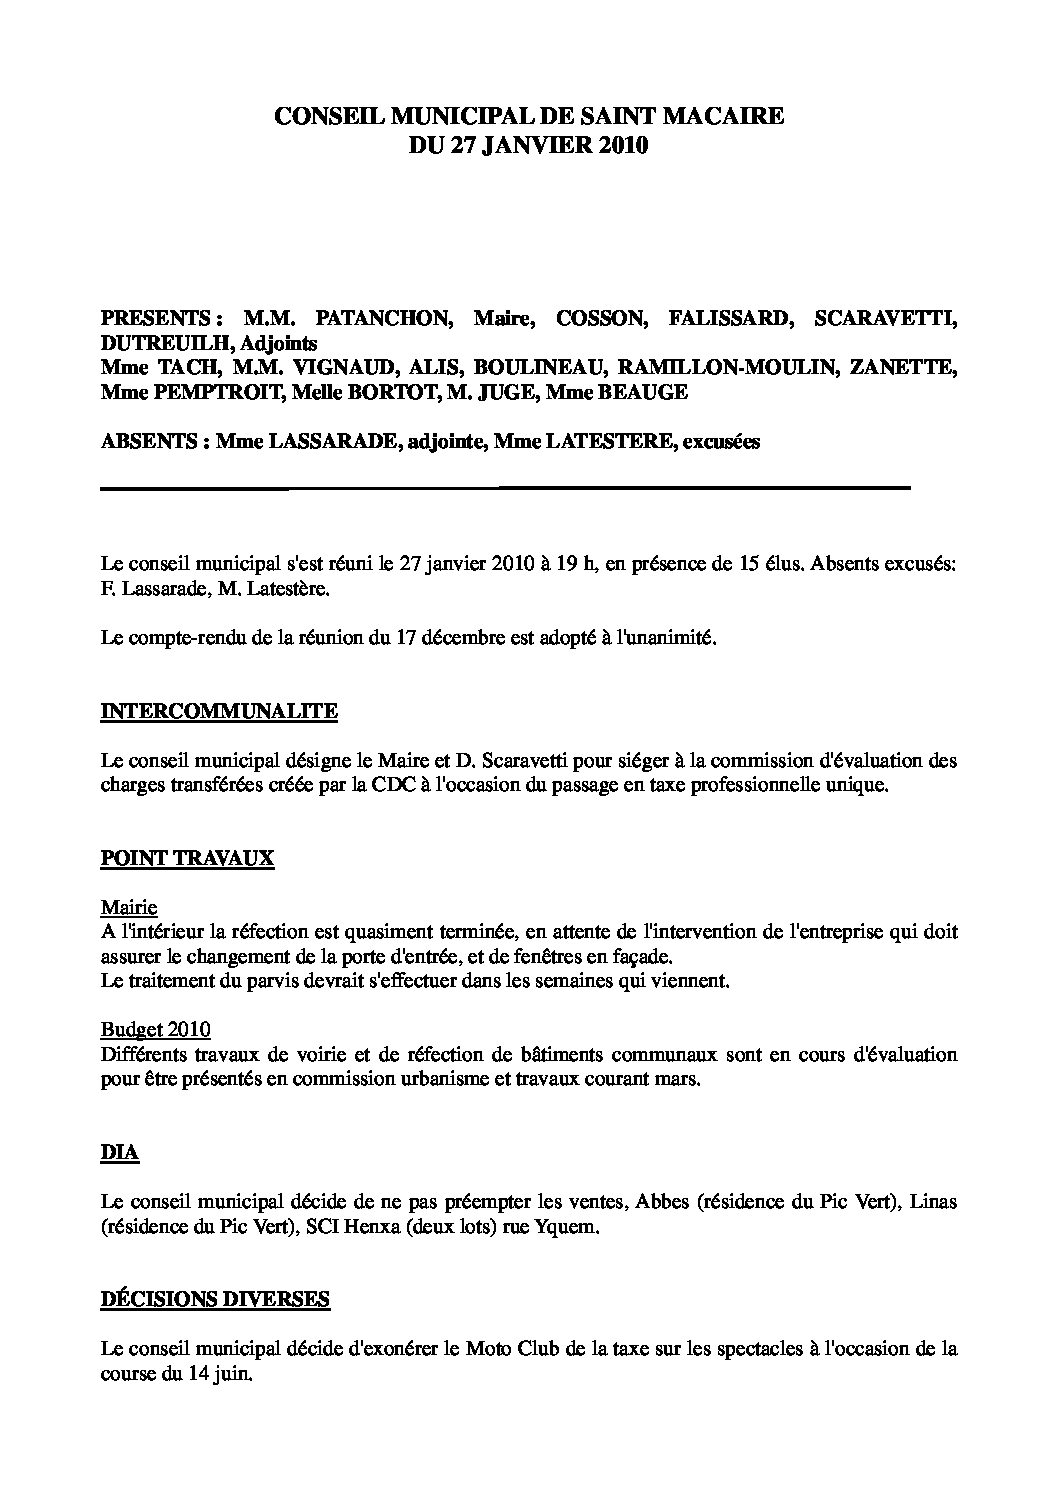 CONSEIL MUNICIPAL DE SAINT MACAIRE
DU 27 JANVIER 2010
PRESENTS : M.M. PATANCHON, Maire, COSSON, FALISSARD, SCARAVETTI,
DUTREUILH, Adjoints
Mme TACH, M.M. VIGNAUD, ALIS, BOULINEAU, RAMILLON-MOULIN, ZANETTE,
Mme PEMPTROIT, Melle BORTOT, M. JUGE, Mme BEAUGE
ABSENTS : Mme LASSARADE, adjointe, Mme LATESTERE, excusées
Le conseil municipal s'est réuni le 27 janvier 2010 à 19 h, en présence de 15 élus. Absents excusés:
F. Lassarade, M. Latestère.
Le compte-rendu de la réunion du 17 décembre est adopté à l'unanimité.
INTERCOMMUNALITE
Le conseil municipal désigne le Maire et D. Scaravetti pour siéger à la commission d'évaluation des
charges transférées créée par la CDC à l'occasion du passage en taxe professionnelle unique.
POINT TRAVAUX
Mairie
A l'intérieur la réfection est quasiment terminée, en attente de l'intervention de l'entreprise qui doit
assurer le changement de la porte d'entrée, et de fenêtres en façade.
Le traitement du parvis devrait s'effectuer dans les semaines qui viennent.
Budget 2010
Différents travaux de voirie et de réfection de bâtiments communaux sont en cours d'évaluation
pour être présentés en commission urbanisme et travaux courant mars.
DIA
Le conseil municipal décide de ne pas préempter les ventes, Abbes (résidence du Pic Vert), Linas
(résidence du Pic Vert), SCI Henxa (deux lots) rue Yquem.
DÉCISIONS DIVERSES
Le conseil municipal décide d'exonérer le Moto Club de la taxe sur les spectacles à l'occasion de la
course du 14 juin.